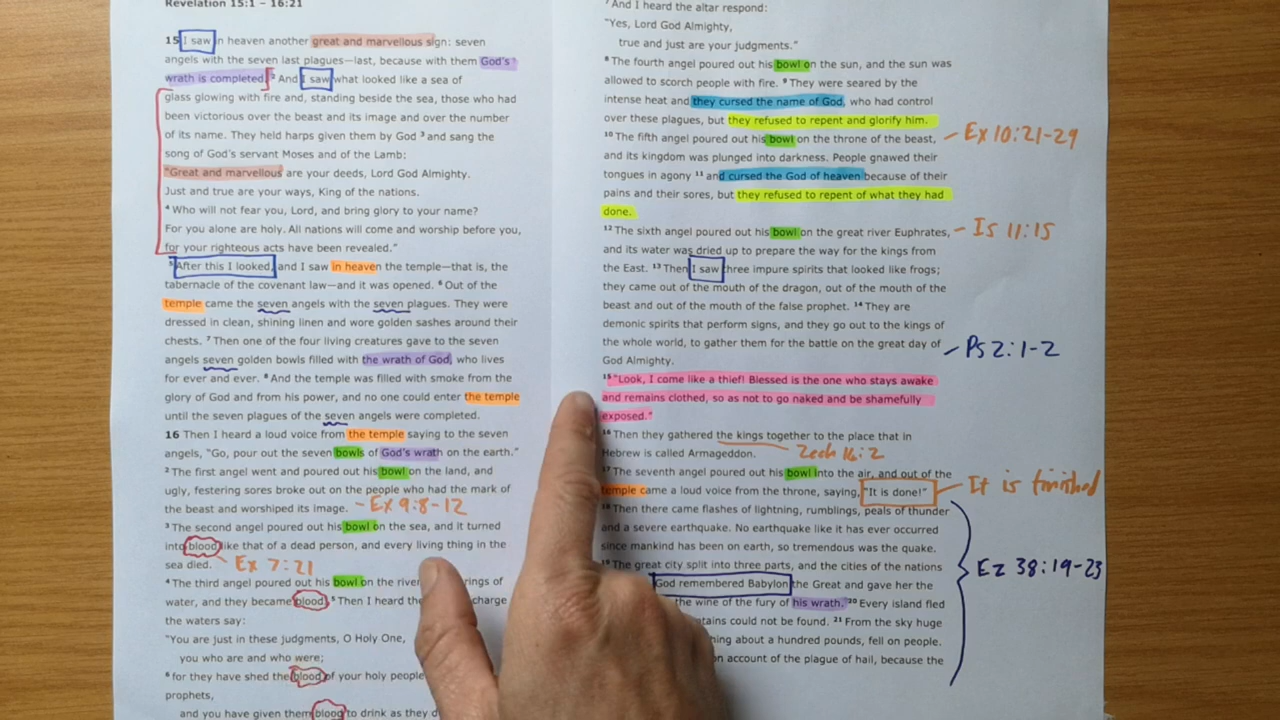 Revelation 15:1 – 16:21
15 I saw in heaven another great and marvellous sign: seven
angels with the seven last plagues—last, because with them God's
wrath is completed. ² And I saw what looked like a sea of
glass glowing with fire and, standing beside the sea, those who had
been victorious over the beast and its image and over the number
of its name. They held harps given them by God ³ and sang the
song of God's servant Moses and of the Lamb:
"Great and marvellous are your deeds, Lord God Almighty.
Just and true are your ways, King of the nations.
⁴ Who will not fear you, Lord, and bring glory to your name?
For you alone are holy. All nations will come and worship before you,
for your righteous acts have been revealed."
⁵ After this I looked, and I saw in heaven the temple—that is, the
tabernacle of the covenant law—and it was opened. ⁶ Out of the
temple came the seven angels with the seven plagues. They were
dressed in clean, shining linen and wore golden sashes around their
chests. ⁷ Then one of the four living creatures gave to the seven
angels seven golden bowls filled with the wrath of God, who lives
for ever and ever. ⁸ And the temple was filled with smoke from the
glory of God and from his power, and no one could enter the temple
until the seven plagues of the seven angels were completed.
16 Then I heard a loud voice from the temple saying to the seven
angels, "Go, pour out the seven bowls of God's wrath on the earth."
² The first angel went and poured out his bowl on the land, and
ugly, festering sores broke out on the people who had the mark of
the beast and worshiped its image. – Ex 9:8-12
³ The second angel poured out his bowl on the sea, and it turned
into blood like that of a dead person, and every living thing in the
sea died. Ex 7:21
⁴ The third angel poured out his bowl on the river rings of
water, and they became blood. ⁵ Then I heard the charge
the waters say:
"You are just in these judgments, O Holy One,
you who are and who were;
⁶ for they have shed the blood of your holy people
prophets,
and you have given them blood to drink as they d
⁷ And I heard the altar respond:
"Yes, Lord God Almighty,
true and just are your judgments."
⁸ The fourth angel poured out his bowl on the sun, and the sun was
allowed to scorch people with fire. ⁹ They were seared by the
intense heat and they cursed the name of God, who had control
over these plagues, but they refused to repent and glorify him.
¹⁰ The fifth angel poured out his bowl on the throne of the beast, – Ex 10:21-29
and its kingdom was plunged into darkness. People gnawed their
tongues in agony ¹¹ and cursed the God of heaven because of their
pains and their sores, but they refused to repent of what they had
done.
¹² The sixth angel poured out his bowl on the great river Euphrates, – Is 11:15
and its water was dried up to prepare the way for the kings from
the East. ¹³ Then I saw three impure spirits that looked like frogs;
they came out of the mouth of the dragon, out of the mouth of the
beast and out of the mouth of the false prophet. ¹⁴ They are
demonic spirits that perform signs, and they go out to the kings of
the whole world, to gather them for the battle on the great day of – Ps 2:1-2
God Almighty.
¹⁵ "Look, I come like a thief! Blessed is the one who stays awake
and remains clothed, so as not to go naked and be shamefully
exposed."
¹⁶ Then they gathered the kings together to the place that in
Hebrew is called Armageddon. Zech 16:2
¹⁷ The seventh angel poured out his bowl into the air, and out of the
temple came a loud voice from the throne, saying, "It is done!" – It is finished
¹⁸ Then there came flashes of lightning, rumblings, peals of thunder
and a severe earthquake. No earthquake like it has ever occurred
since mankind has been on earth, so tremendous was the quake.
¹⁹ The great city split into three parts, and the cities of the nations
Ez 38:19-23
God remembered Babylon the Great and gave her the
the wine of the fury of his wrath. ²⁰ Every island fled
tains could not be found. ²¹ From the sky huge
hing about a hundred pounds, fell on people.
n account of the plague of hail, because the